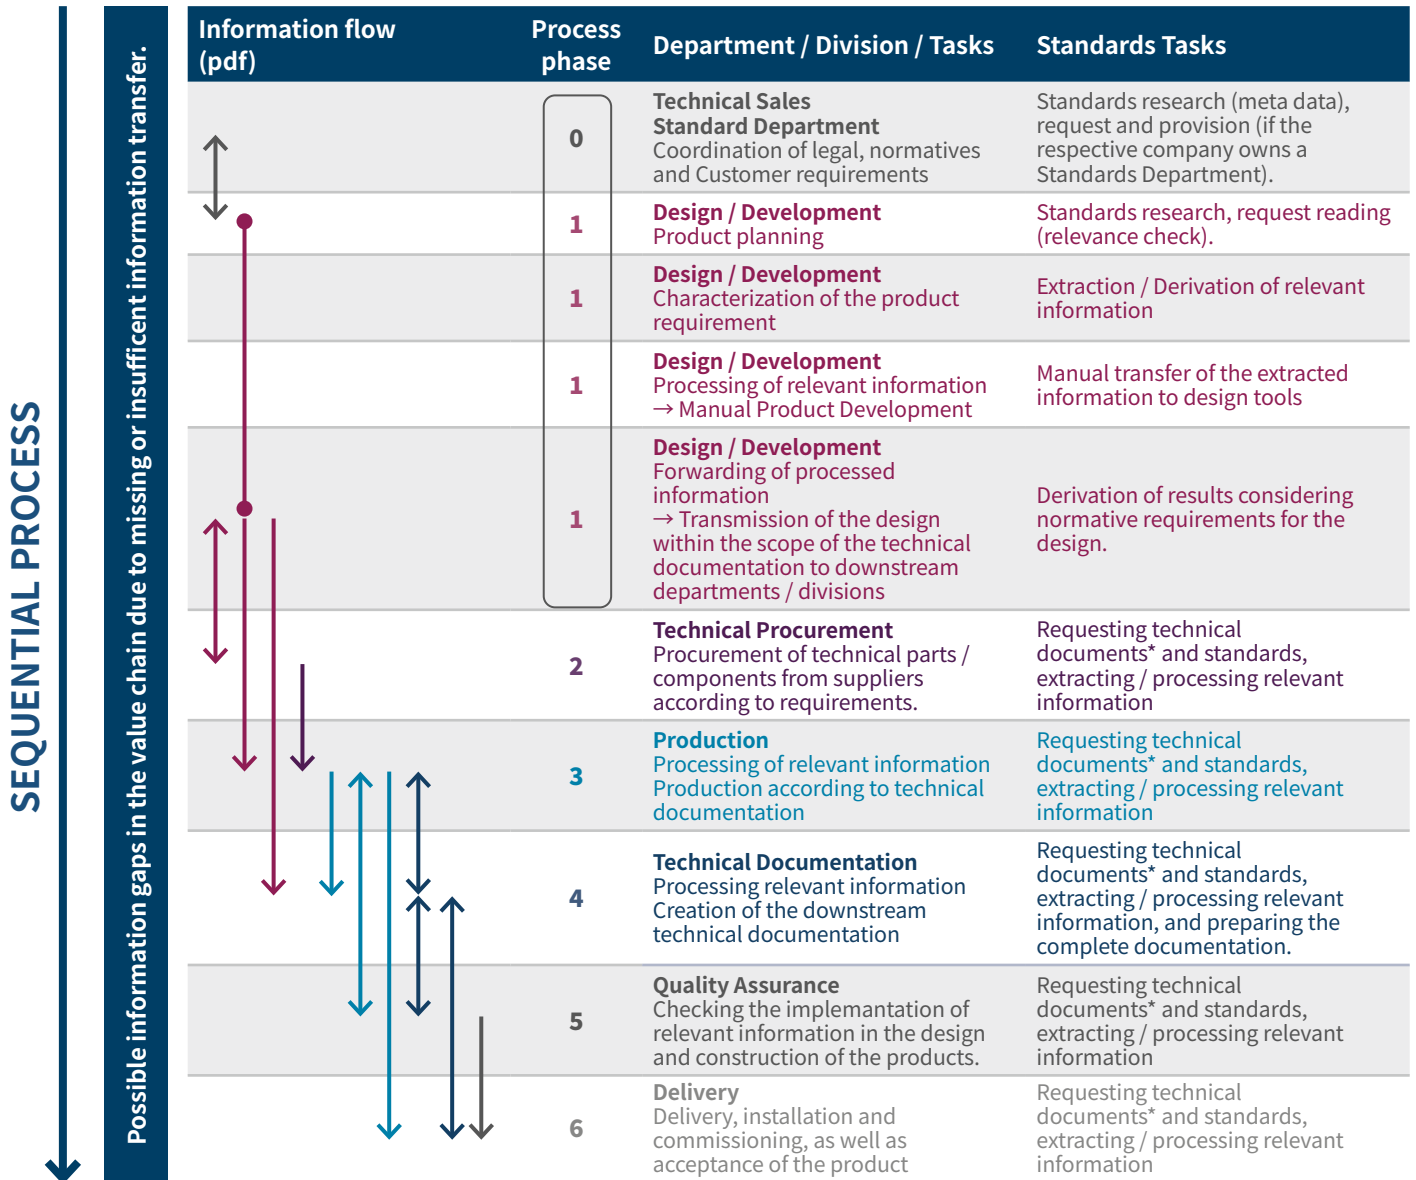 SEQUENTIAL PROCESS
Possible information gaps in the value chain due to missing or insufficent information transfer.
Information flow
(pdf)
Process
phase
Department / Division / Tasks
Standards Tasks
0
Technical Sales
Standard Department
Coordination of legal, normatives
and Customer requirements
Standards research (meta data),
request and provision (if the
respective company owns a
Standards Department).
1
Design / Development
Product planning
Standards research, request reading
(relevance check).
1
Design / Development
Characterization of the product
requirement
Extraction / Derivation of relevant
information
1
Design / Development
Processing of relevant information
→ Manual Product Development
Manual transfer of the extracted
information to design tools
1
Design / Development
Forwarding of processed
information
→ Transmission of the design
within the scope of the technical
documentation to downstream
departments / divisions
Derivation of results considering
normative requirements for the
design.
2
Technical Procurement
Procurement of technical parts /
components from suppliers
according to requirements.
Requesting technical
documents* and standards,
extracting / processing relevant
information
3
Production
Processing of relevant information
Production according to technical
documentation
Requesting technical
documents* and standards,
extracting / processing relevant
information
4
Technical Documentation
Processing relevant information
Creation of the downstream
technical documentation
Requesting technical
documents* and standards,
extracting / processing relevant
information, and preparing the
complete documentation.
5
Quality Assurance
Checking the implemantation of
relevant information in the design
and construction of the products.
Requesting technical
documents* and standards,
extracting / processing relevant
information
6
Delivery
Delivery, installation and
commissioning, as well as
acceptance of the product
Requesting technical
documents* and standards,
extracting / processing relevant
information